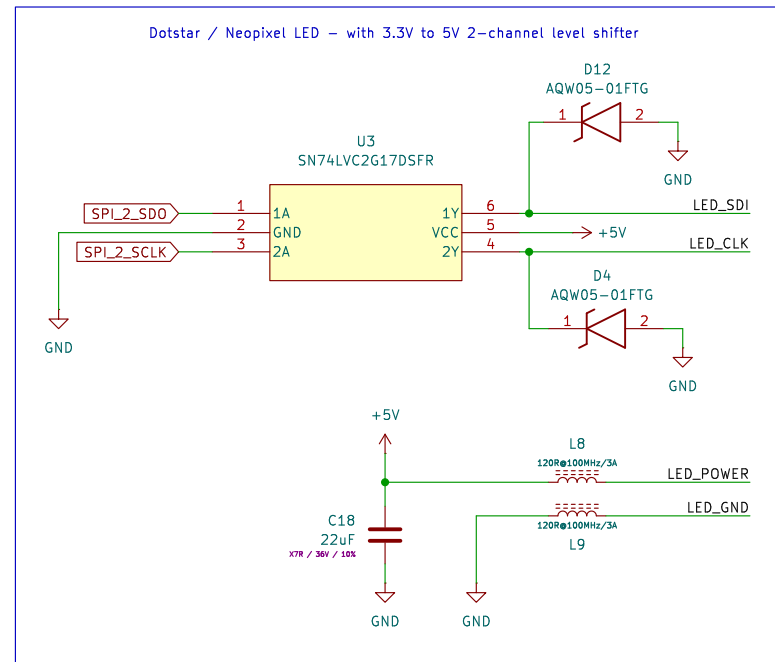 Dotstar / Neopixel LED - with 3.3V to 5V 2-channel level shifter
D12
AQW05-01FTG
1 2
GND
U3
SN74LVC2G17DSFR
SPI_2_SDO 1 1A 1Y 6 LED_SDI
2 GND VCC 5 +5V
SPI_2_SCLK 3 2A 2Y 4 LED_CLK
GND
D4
AQW05-01FTG
1 2
GND
+5V
L8
120R@100MHz/3A
LED_POWER
LED_GND
120R@100MHz/3A
L9
C18
22uF
X7R / 36V / 10%
GND
GND